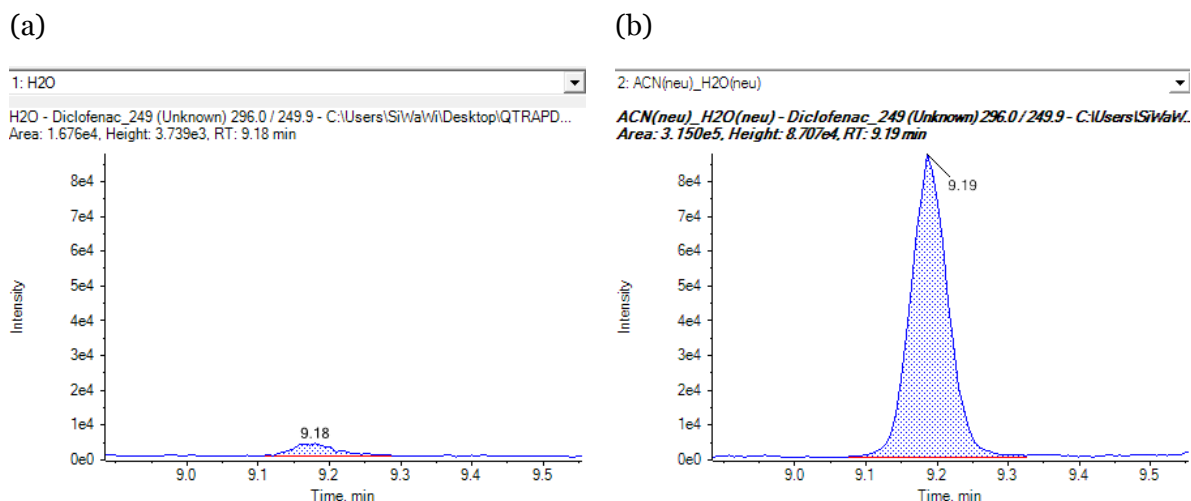 (a)
1: H2O
H2O - Diclofenac_249 (Unknown) 296.0 / 249.9 - C:\Users\SiWaWi\Desktop\QTRAPD...
Area: 1.676e4, Height: 3.739e3, RT: 9.18 min
8e4
7e4
6e4
5e4
4e4
3e4
2e4
1e4
0e0
Intensity
9.18
9.0 9.1 9.2 9.3 9.4 9.5
Time, min
(b)
2: ACN(neu)_H2O(neu)
ACN(neu)_H2O(neu) - Diclofenac_249 (Unknown) 296.0 / 249.9 - C:\Users\SiWaW...
Area: 3.150e5, Height: 8.707e4, RT: 9.19 min
8e4
7e4
6e4
5e4
4e4
3e4
2e4
1e4
0e0
Intensity
9.19
9.0 9.1 9.2 9.3 9.4 9.5
Time, min